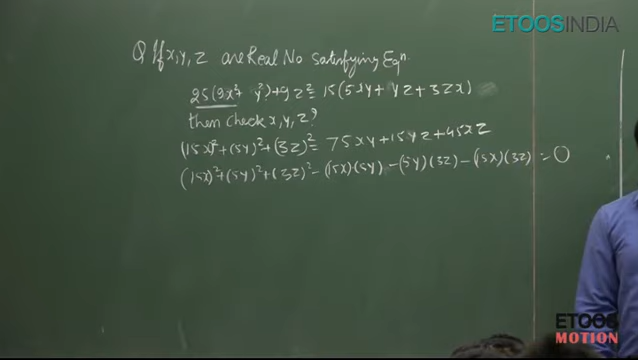 ETOOSINDIA
Q If x,y,z are Real No satisfying Eqn.
25(9x²+ y²)+9z²= 15(5xy+ yz+3zx)
then check x,y,z?
(15x)²+(5y)²+(3z)²= 75xy+15yz+45xz
(15x)²+(5y)²+(3z)²-(15x)(5y)-(5y)(3z)-(15x)(3z)=0
ETOOS
MOTION